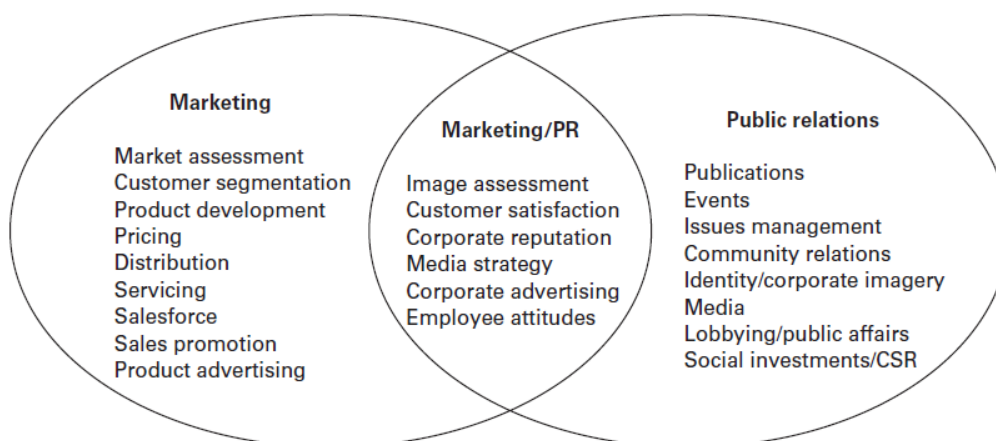 Marketing
Market assessment
Customer segmentation
Product development
Pricing
Distribution
Servicing
Salesforce
Sales promotion
Product advertising
Marketing/PR
Image assessment
Customer satisfaction
Corporate reputation
Media strategy
Corporate advertising
Employee attitudes
Public relations
Publications
Events
Issues management
Community relations
Identity/corporate imagery
Media
Lobbying/public affairs
Social investments/CSR